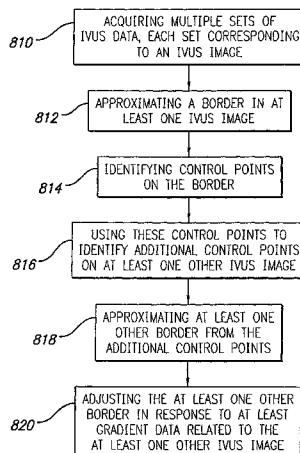 810
ACQUIRING MULTIPLE SETS OF
IVUS DATA, EACH SET CORRESPONDING
TO AN IVUS IMAGE
812
APPROXIMATING A BORDER IN AT
LEAST ONE IVUS IMAGE
814
IDENTIFYING CONTROL POINTS
ON THE BORDER
816
USING THESE CONTROL POINTS TO
IDENTIFY ADDITIONAL CONTROL POINTS
ON AT LEAST ONE OTHER IVUS IMAGE
818
APPROXIMATING AT LEAST ONE
OTHER BORDER FROM THE
ADDITIONAL CONTROL POINTS
820
ADJUSTING THE AT LEAST ONE OTHER
BORDER IN RESPONSE TO AT LEAST
GRADIENT DATA RELATED TO THE
AT LEAST ONE OTHER IVUS IMAGE